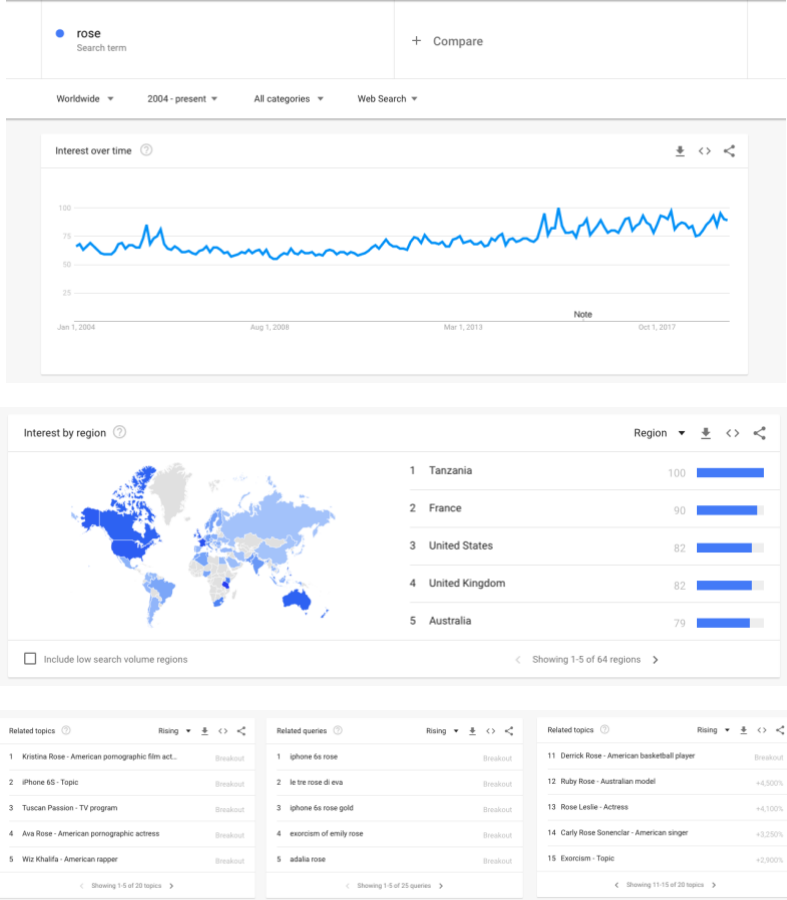 rose
Search term
+ Compare
Worldwide 2004 - present All categories Web Search
Interest over time
100
75
50
25
Note
Jan 1, 2004 Aug 1, 2008 Mar 1, 2013 Oct 1, 2017
Interest by region Region
1 Tanzania 100
2 France 90
3 United States 82
4 United Kingdom 82
5 Australia 79
Include low search volume regions Showing 1-5 of 64 regions
Related topics Rising
1 Kristina Rose - American pornographic film act... Breakout
2 iPhone 6S - Topic Breakout
3 Tuscan Passion - TV program Breakout
4 Ava Rose - American pornographic actress Breakout
5 Wiz Khalifa - American rapper Breakout
Showing 1-5 of 20 topics
Related queries Rising
1 iphone 6s rose Breakout
2 le tre rose di eva Breakout
3 iphone 6s rose gold Breakout
4 exorcism of emily rose Breakout
5 adalia rose Breakout
Showing 1-5 of 25 queries
Related topics Rising
11 Derrick Rose - American basketball player Breakout
12 Ruby Rose - Australian model +4,500%
13 Rose Leslie - Actress +4,100%
14 Carly Rose Sonenclar - American singer +3,250%
15 Exorcism - Topic +2,900%
Showing 11-15 of 20 topics